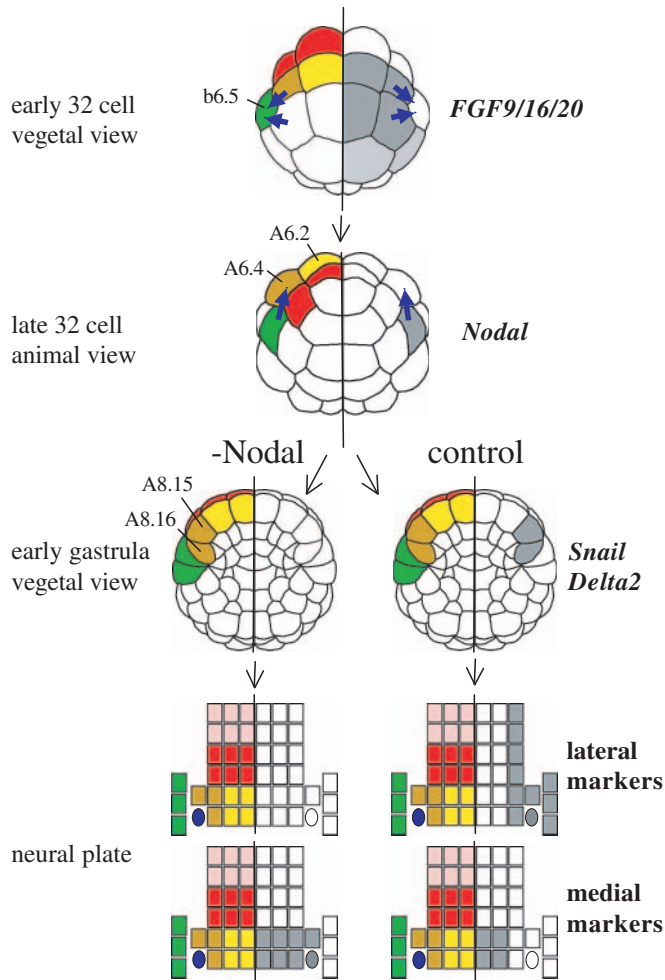 b6.5
early 32 cell
vegetal view
FGF9/16/20
A6.2
A6.4
late 32 cell
animal view
Nodal
-Nodal
control
A8.15
A8.16
early gastrula
vegetal view
Snail
Delta2
lateral
markers
neural plate
medial
markers